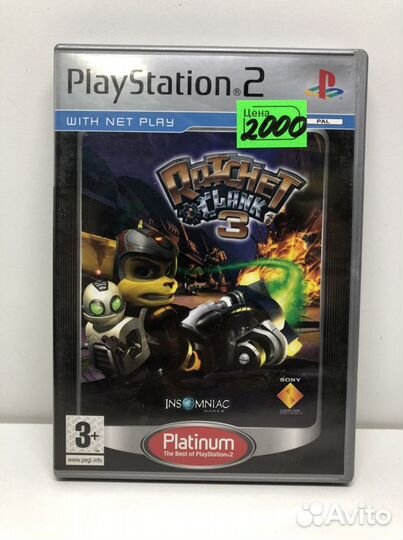 PlayStation®2
WITH NET PLAY
Цена
2000
PAL
RATCHET
CLANK
3
INSOMNIAC
GAMES
SONY
3+
www.pegi.info
Platinum
The Best of PlayStation®2
Avito